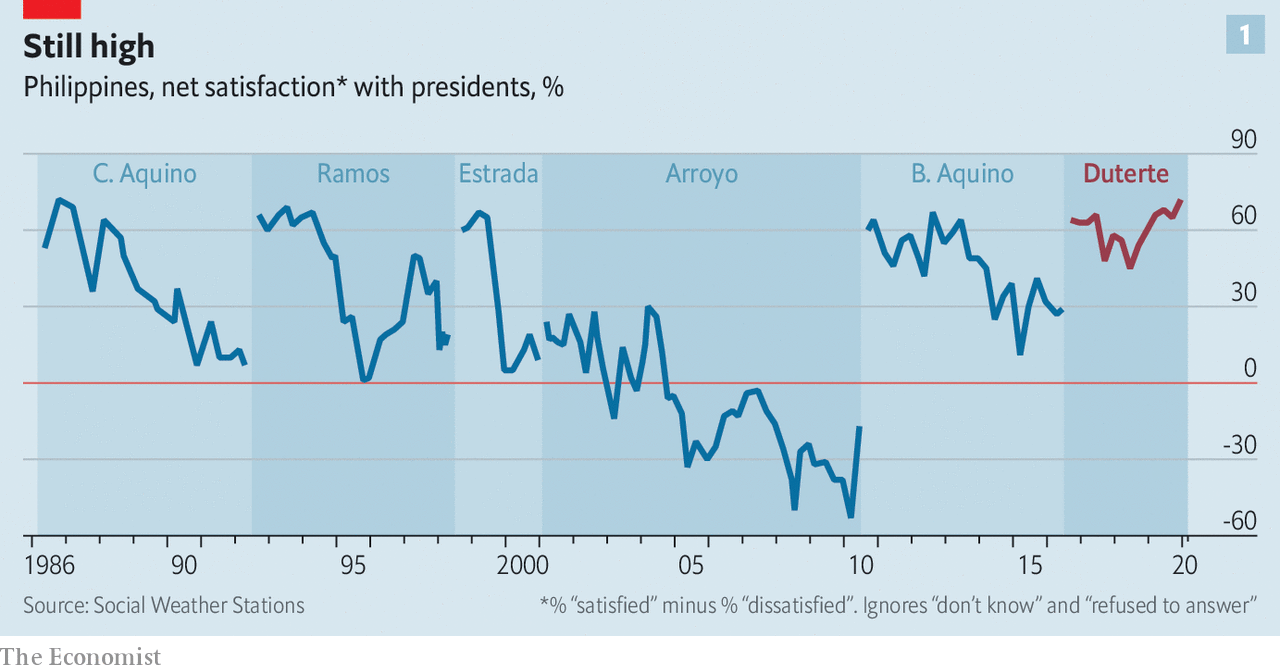 Still high
1
Philippines, net satisfaction* with presidents, %
90
C. Aquino Ramos Estrada Arroyo B. Aquino Duterte
60
30
0
-30
-60
1986 90 95 2000 05 10 15 20
Source: Social Weather Stations
*% “satisfied” minus % “dissatisfied”. Ignores “don’t know” and “refused to answer”
The Economist